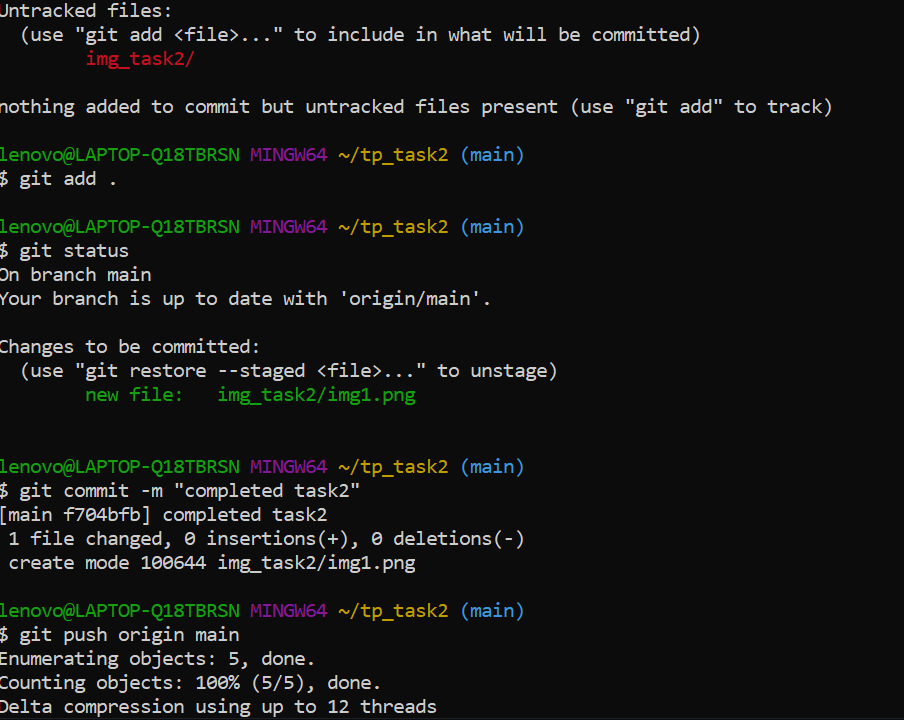 Untracked files:
  (use "git add <file>..." to include in what will be committed)
        img_task2/

nothing added to commit but untracked files present (use "git add" to track)

lenovo@LAPTOP-Q18TBRSN MINGW64 ~/tp_task2 (main)
$ git add .

lenovo@LAPTOP-Q18TBRSN MINGW64 ~/tp_task2 (main)
$ git status
On branch main
Your branch is up to date with 'origin/main'.

Changes to be committed:
  (use "git restore --staged <file>..." to unstage)
        new file:   img_task2/img1.png


lenovo@LAPTOP-Q18TBRSN MINGW64 ~/tp_task2 (main)
$ git commit -m "completed task2"
[main f704bfb] completed task2
 1 file changed, 0 insertions(+), 0 deletions(-)
 create mode 100644 img_task2/img1.png

lenovo@LAPTOP-Q18TBRSN MINGW64 ~/tp_task2 (main)
$ git push origin main
Enumerating objects: 5, done.
Counting objects: 100% (5/5), done.
Delta compression using up to 12 threads